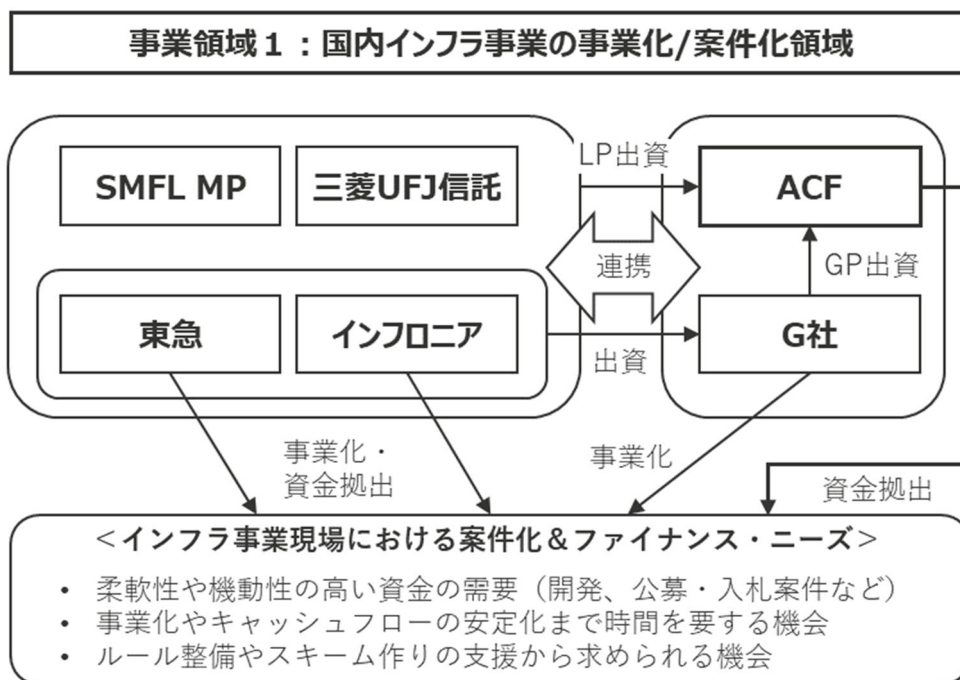 事業領域１：国内インフラ事業の事業化/案件化領域
LP出資
SMFL MP
三菱UFJ信託
ACF
連携
GP出資
東急
インフロニア
G社
出資
事業化・
資金拠出
事業化
資金拠出
＜インフラ事業現場における案件化＆ファイナンス・ニーズ＞
• 柔軟性や機動性の高い資金の需要（開発、公募・入札案件など）
• 事業化やキャッシュフローの安定化まで時間を要する機会
• ルール整備やスキーム作りの支援から求められる機会